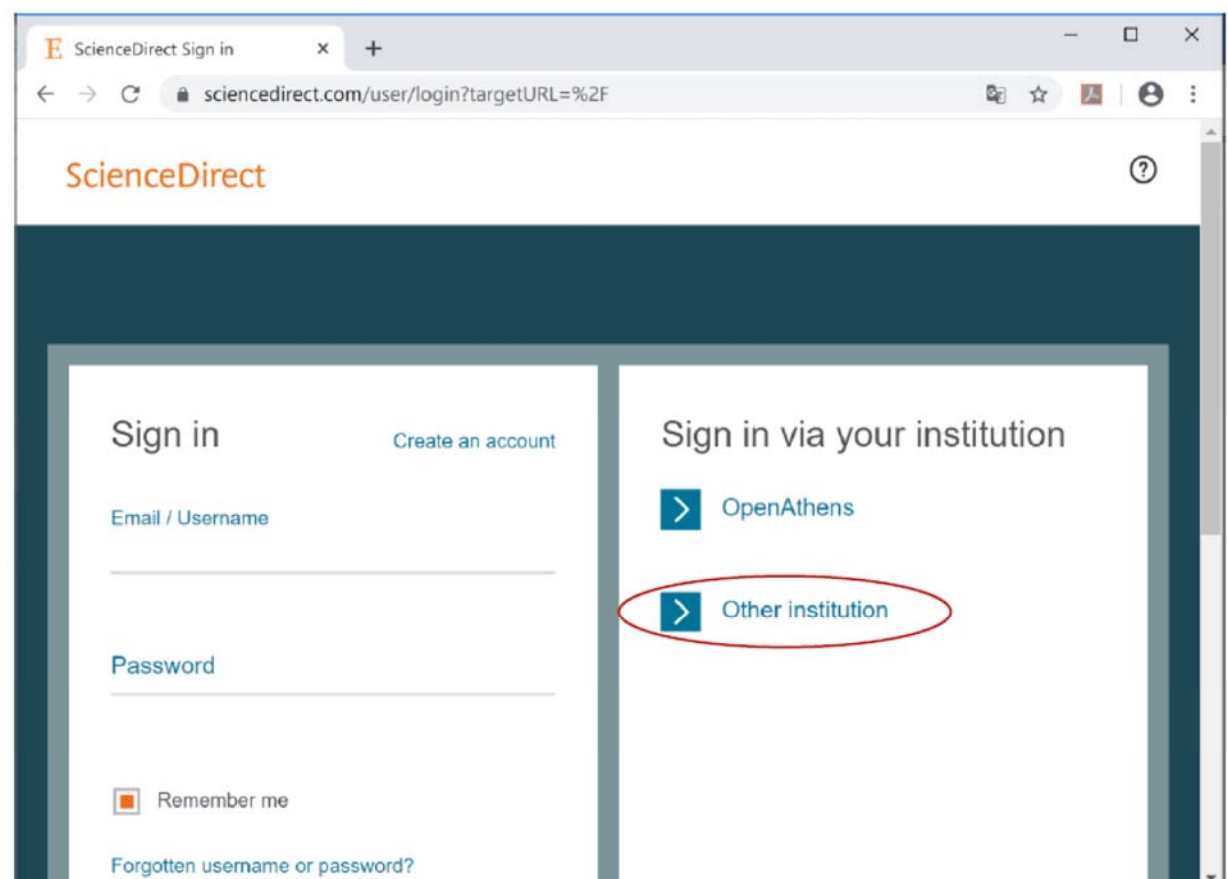 E ScienceDirect Sign in
sciencedirect.com/user/login?targetURL=%2F
ScienceDirect
?
Sign in
Create an account
Email / Username
Password
Remember me
Forgotten username or password?
Sign in via your institution
OpenAthens
Other institution